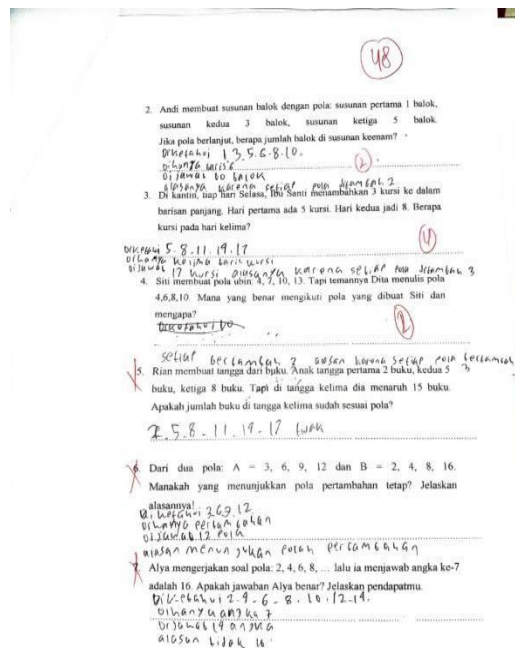 48
2. Andi membuat susunan balok dengan pola: susunan pertama 1 balok,
susunan kedua 3 balok, susunan ketiga 5 balok.
Jika pola berlanjut, berapa jumlah balok di susunan keenam?
Diketahui 1.3.5.6.8.10.
Ditanya baris 6
2
Dijawab 10 balok
alasanya karena setiap pola ditambah 2
3. Di kantin, tiap hari Selasa, Ibu Santi menambahkan 3 kursi ke dalam
barisan panjang. Hari pertama ada 5 kursi. Hari kedua jadi 8. Berapa
kursi pada hari kelima?
4
Diketahui 5.8.11.14.17
Ditanya kelima baris kursi
Dijawab 17 kursi alasanya karena setiap pola ditambah 3
4. Siti membuat pola ubin: 4, 7, 10, 13. Tapi temannya Dita menulis pola
4,6,8,10. Mana yang benar mengikuti pola yang dibuat Siti dan
mengapa?
2
setiap bertambah 3 alasan karena setiap pola bertambah
3
5. Rian membuat tangga dari buku. Anak tangga pertama 2 buku, kedua 5
buku, ketiga 8 buku. Tapi di tangga kelima dia menaruh 15 buku.
Apakah jumlah buku di tangga kelima sudah sesuai pola?
2.5.8.11.14.17
6. Dari dua pola: A = 3, 6, 9, 12 dan B = 2, 4, 8, 16.
Manakah yang menunjukkan pola pertambahan tetap? Jelaskan
alasannya!
Diketahui 3.6.9.12
Ditanya pertambahan
Dijawab 12 pola
alasan menunjukan polah pertambahan
7. Alya mengerjakan soal pola: 2, 4, 6, 8, … lalu ia menjawab angka ke-7
adalah 16. Apakah jawaban Alya benar? Jelaskan pendapatmu.
Diketahui 2.4.6.8.10.12.14.
Ditanya angka 7
Dijawab 14 angka
alasan tidak 16.